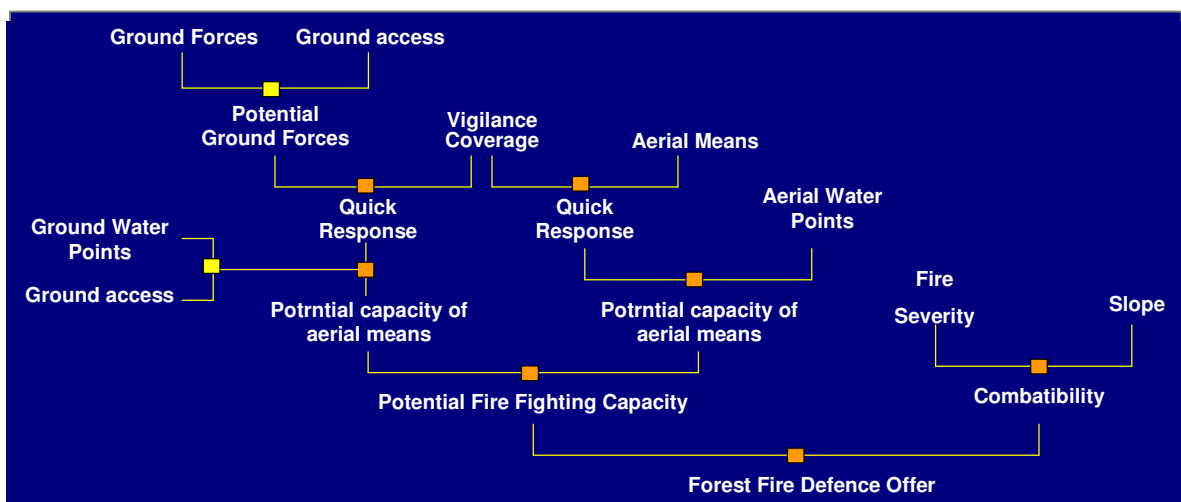 Ground Forces
Ground access
Potential
Ground Forces
Vigilance
Coverage
Aerial Means
Quick
Response
Quick
Response
Aerial Water
Points
Ground Water
Points
Ground access
Potrntial capacity of
aerial means
Potrntial capacity of
aerial means
Fire
Severity
Slope
Potential Fire Fighting Capacity
Combatibility
Forest Fire Defence Offer